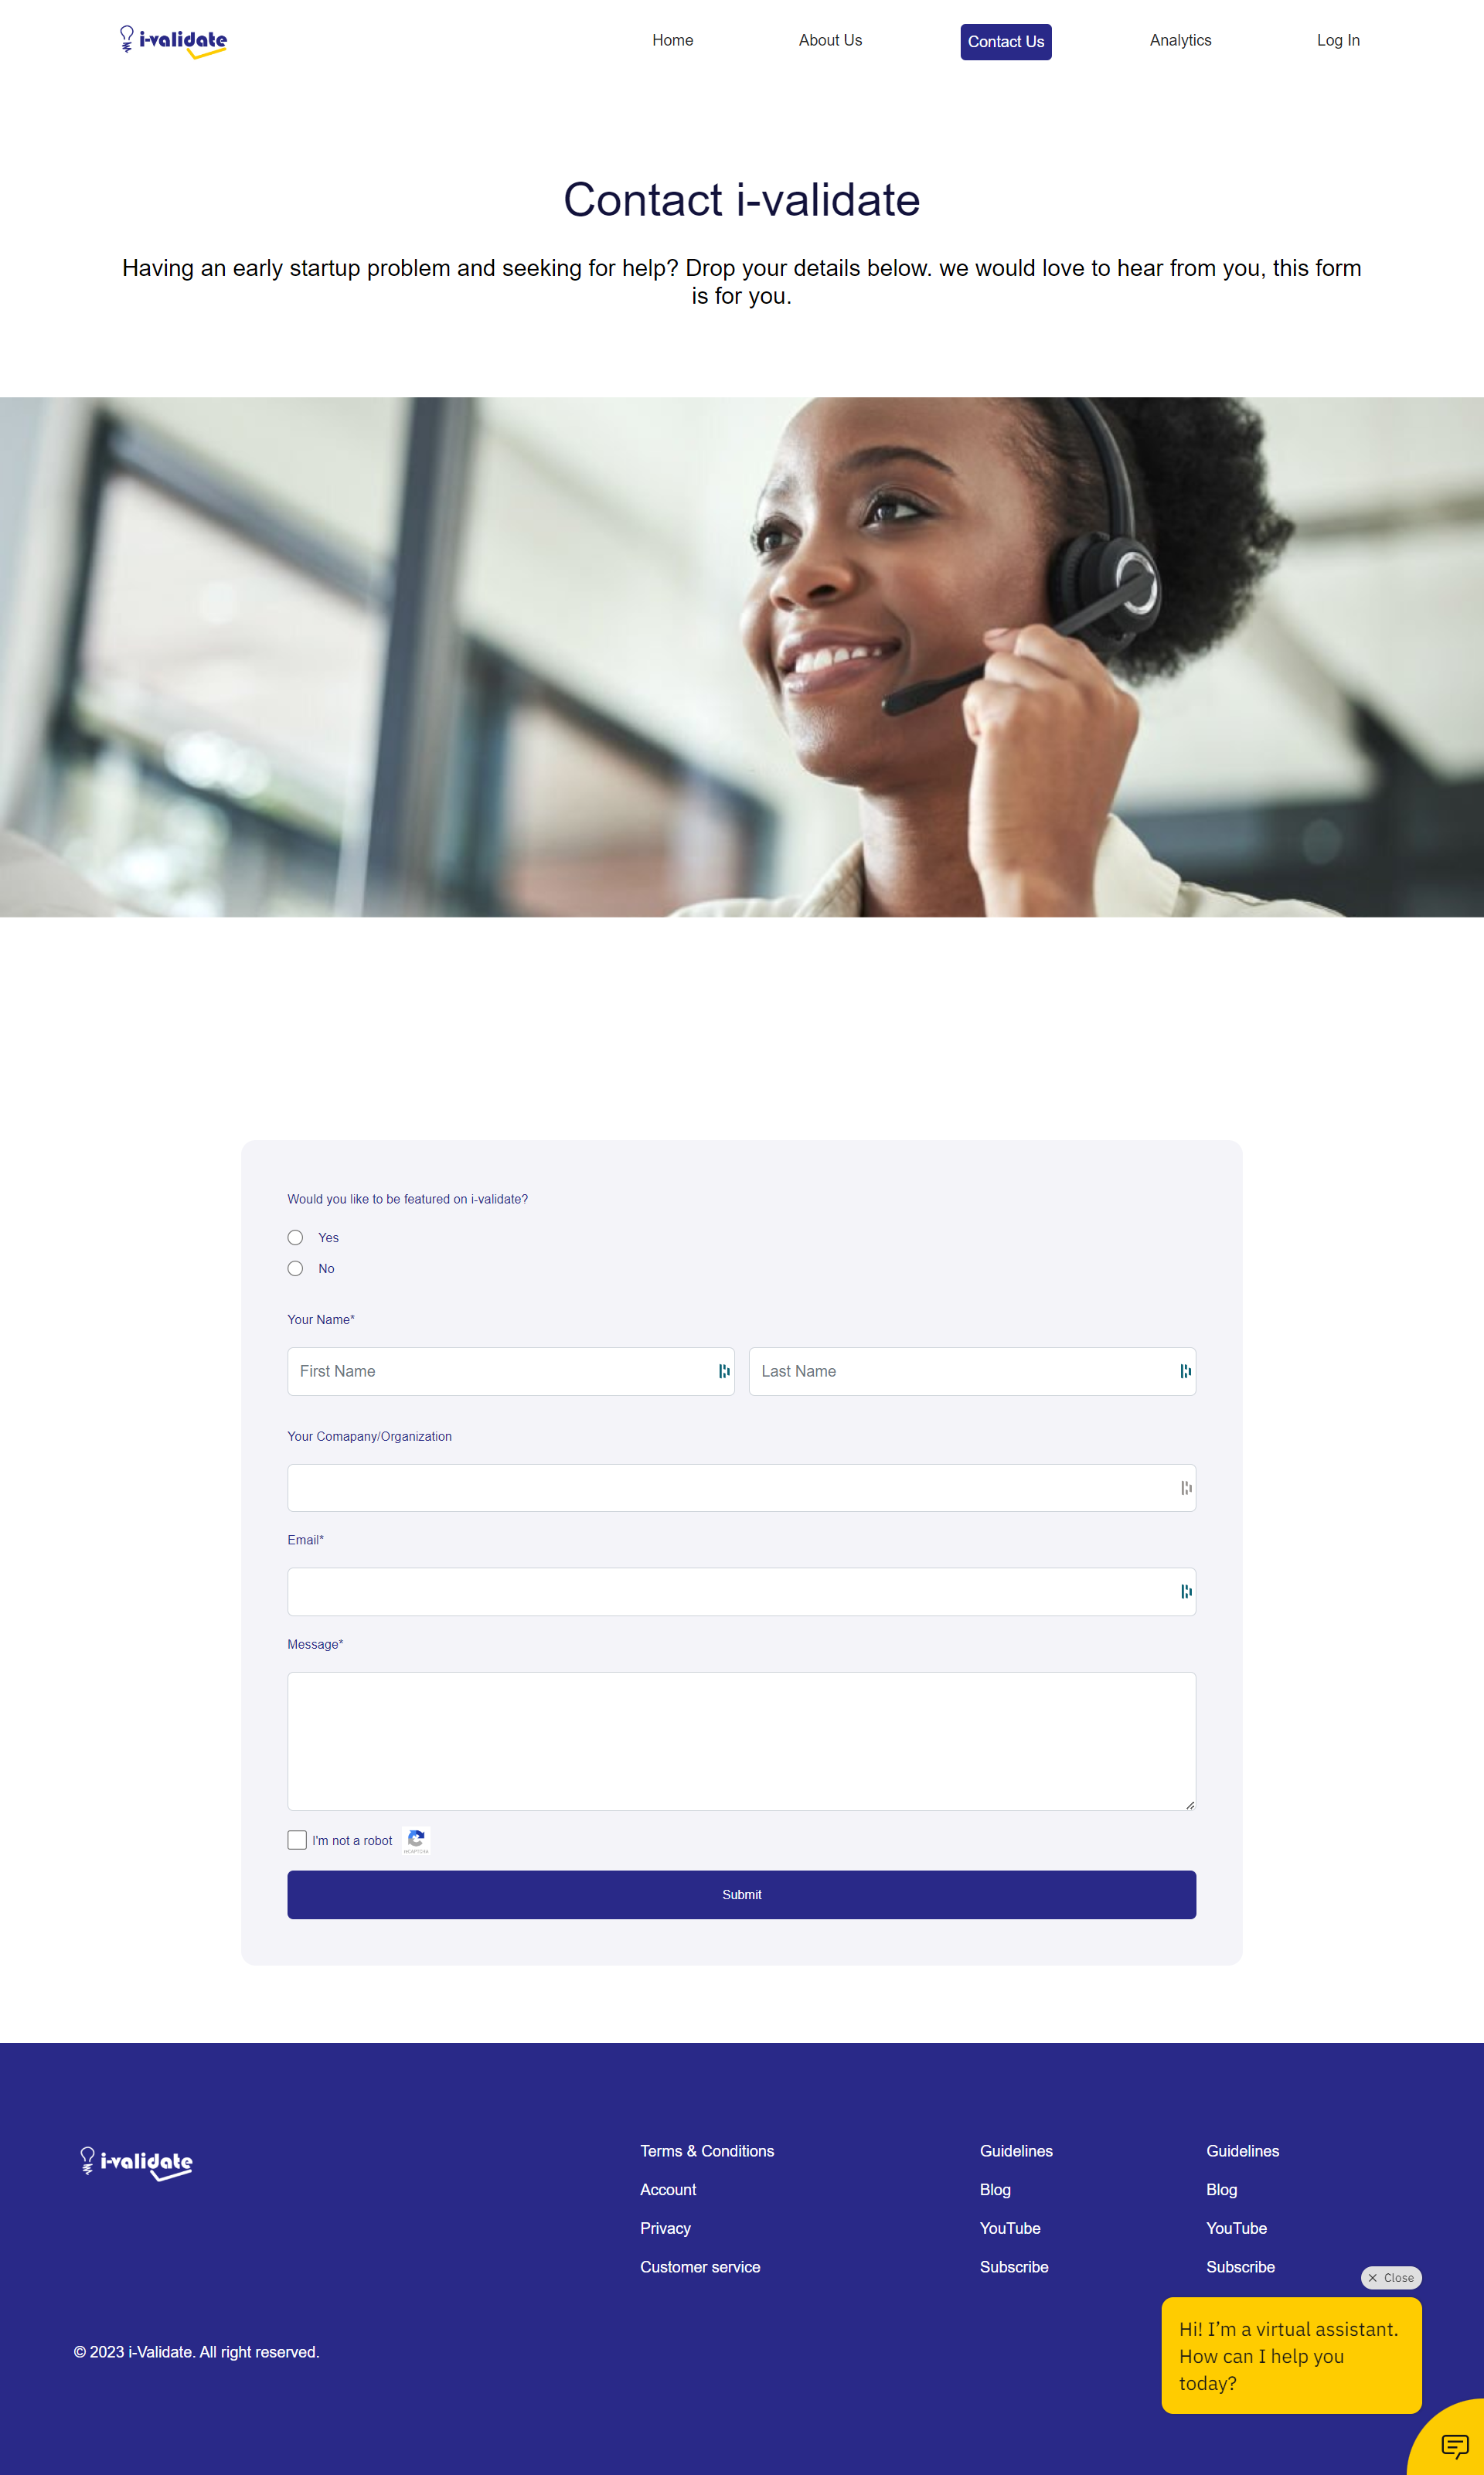 i-validate
Home
About Us
Contact Us
Analytics
Log In
Contact i-validate
Having an early startup problem and seeking for help? Drop your details below. we would love to hear from you, this form
is for you.
Would you like to be featured on i-validate?
Yes
No
Your Name*
First Name
Last Name
Your Comapany/Organization
Email*
Message*
I'm not a robot
reCAPTCHA
Submit
i-validate
Terms & Conditions
Account
Privacy
Customer service
Guidelines
Blog
YouTube
Subscribe
Guidelines
Blog
YouTube
Subscribe
Close
Hi! I'm a virtual assistant.
How can I help you
today?
© 2023 i-Validate. All right reserved.